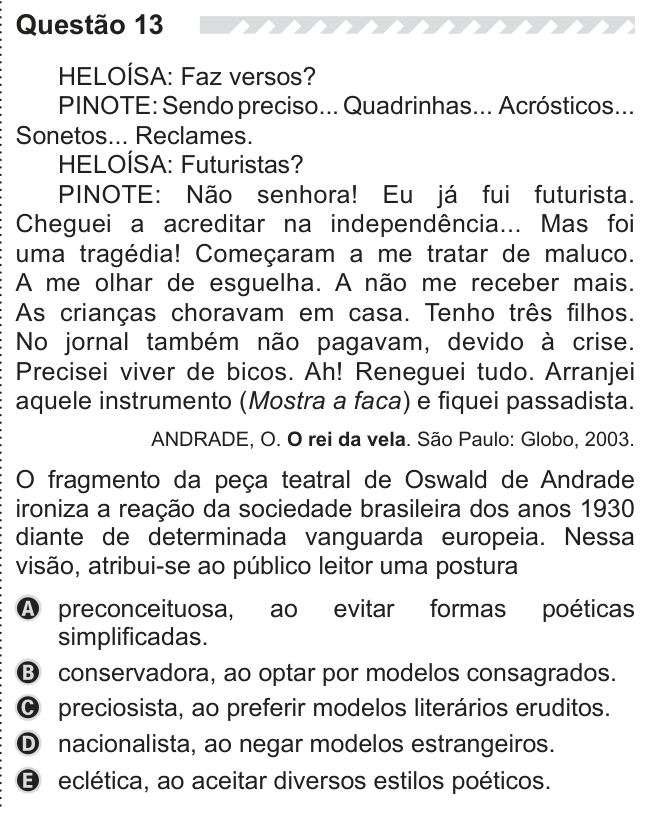 Questão 13
HELOÍSA: Faz versos?
PINOTE: Sendo preciso... Quadrinhas... Acrósticos...
Sonetos... Reclames.
HELOÍSA: Futuristas?
PINOTE: Não senhora! Eu já fui futurista.
Cheguei a acreditar na independência... Mas foi
uma tragédia! Começaram a me tratar de maluco.
A me olhar de esguelha. A não me receber mais.
As crianças choravam em casa. Tenho três filhos.
No jornal também não pagavam, devido à crise.
Precisei viver de bicos. Ah! Reneguei tudo. Arranjei
aquele instrumento (Mostra a faca) e fiquei passadista.
ANDRADE, O. O rei da vela. São Paulo: Globo, 2003.
O fragmento da peça teatral de Oswald de Andrade
ironiza a reação da sociedade brasileira dos anos 1930
diante de determinada vanguarda europeia. Nessa
visão, atribui-se ao público leitor uma postura
A preconceituosa, ao evitar formas poéticas
simplificadas.
B conservadora, ao optar por modelos consagrados.
C preciosista, ao preferir modelos literários eruditos.
D nacionalista, ao negar modelos estrangeiros.
E eclética, ao aceitar diversos estilos poéticos.